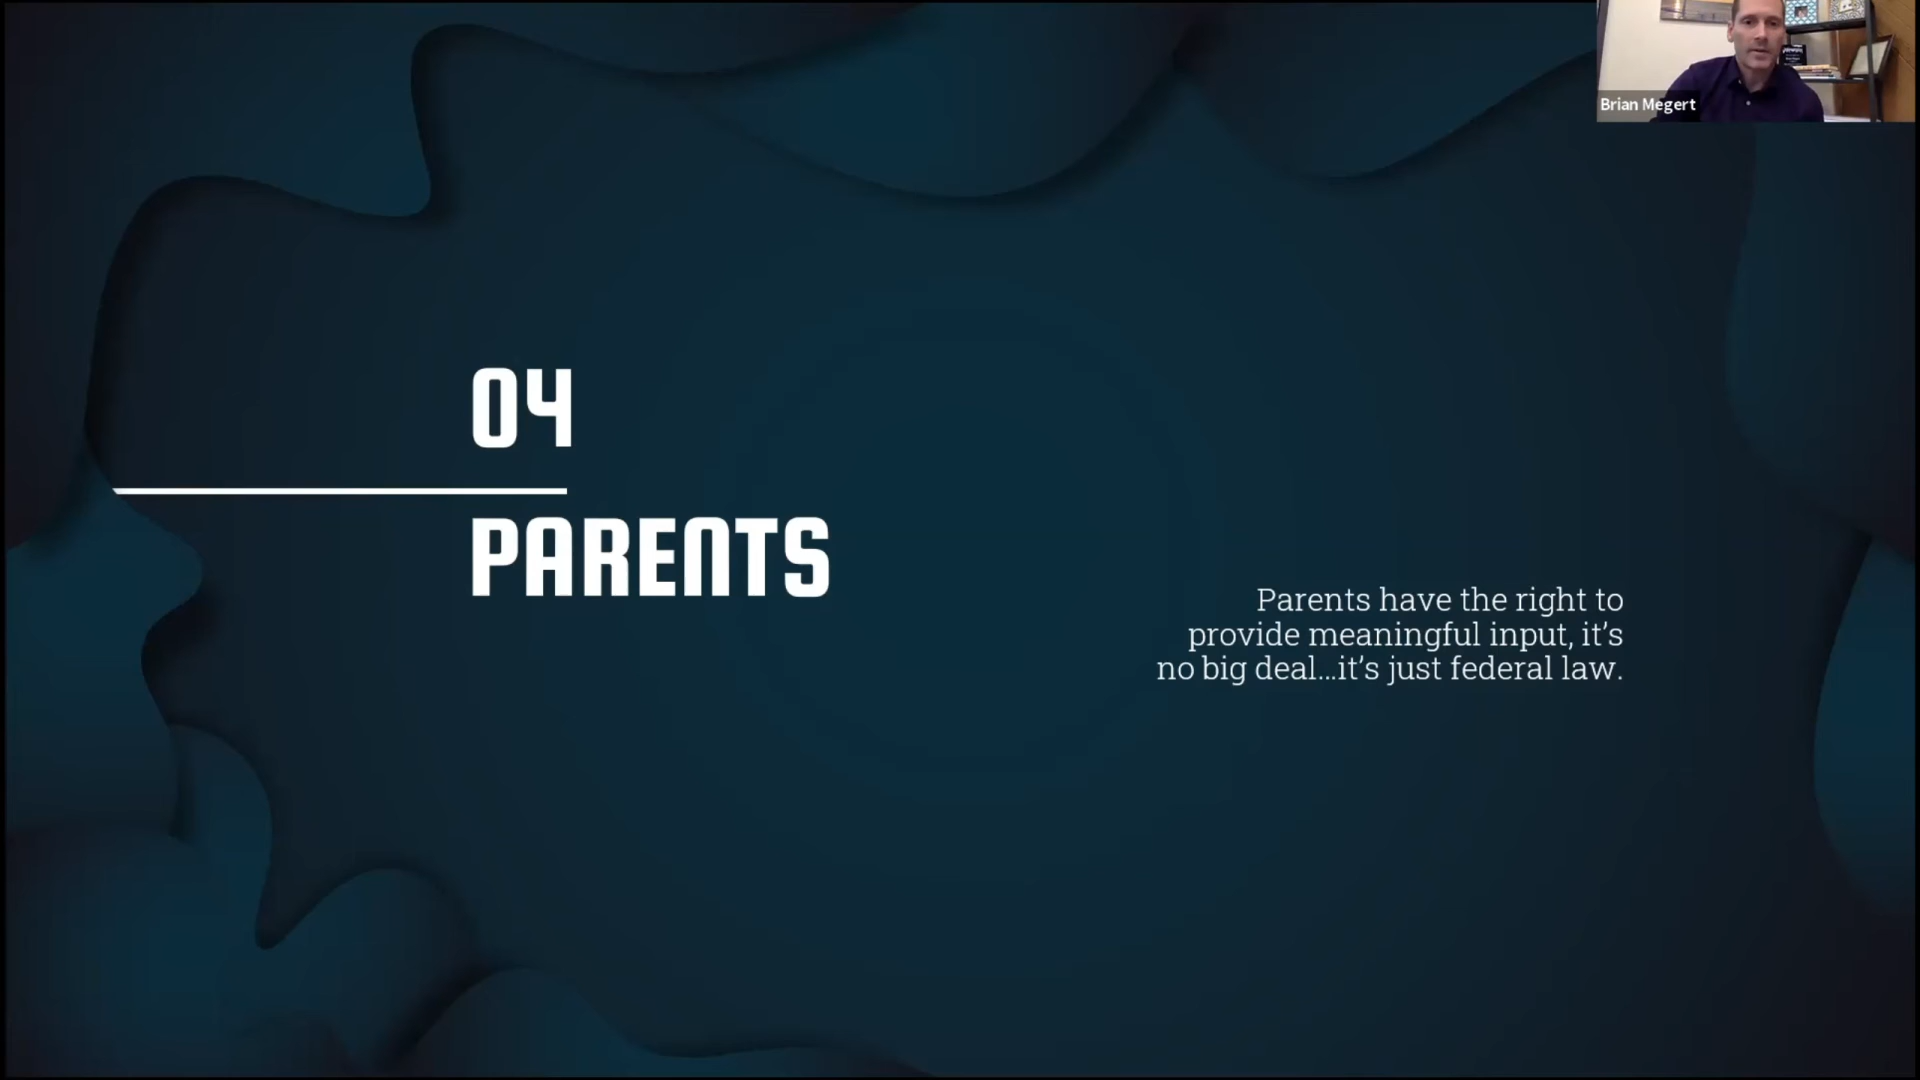 Brian Megert
04
PARENTS
Parents have the right to
provide meaningful input, it’s
no big deal...it’s just federal law.